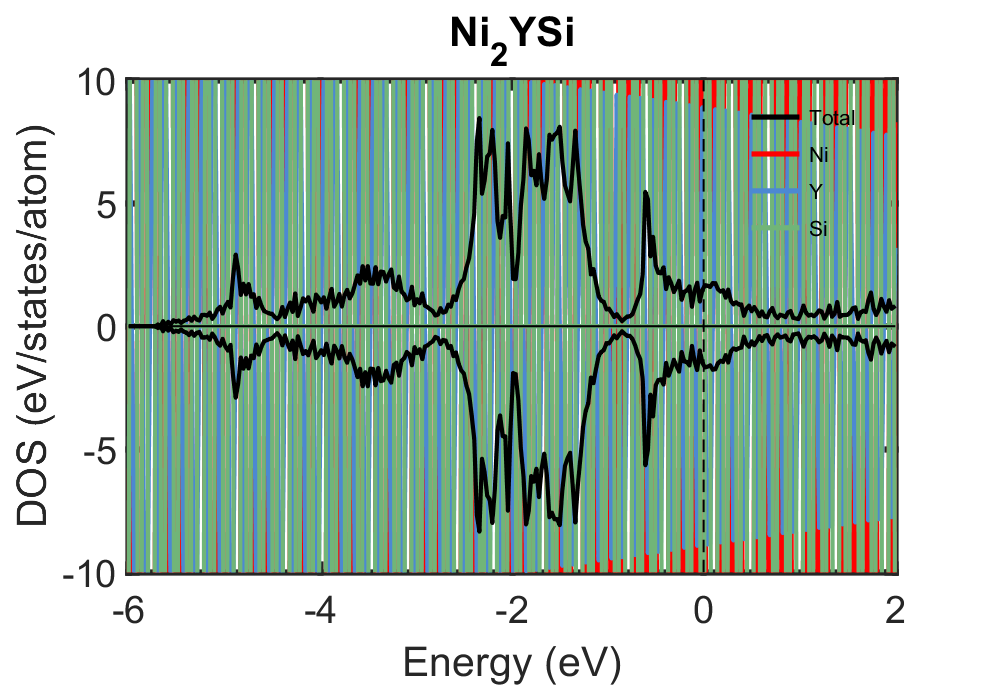 Ni2YSi
10
5
0
-5
-10
DOS (eV/states/atom)
Total
Ni
Y
Si
-6 -4 -2 0 2
Energy (eV)